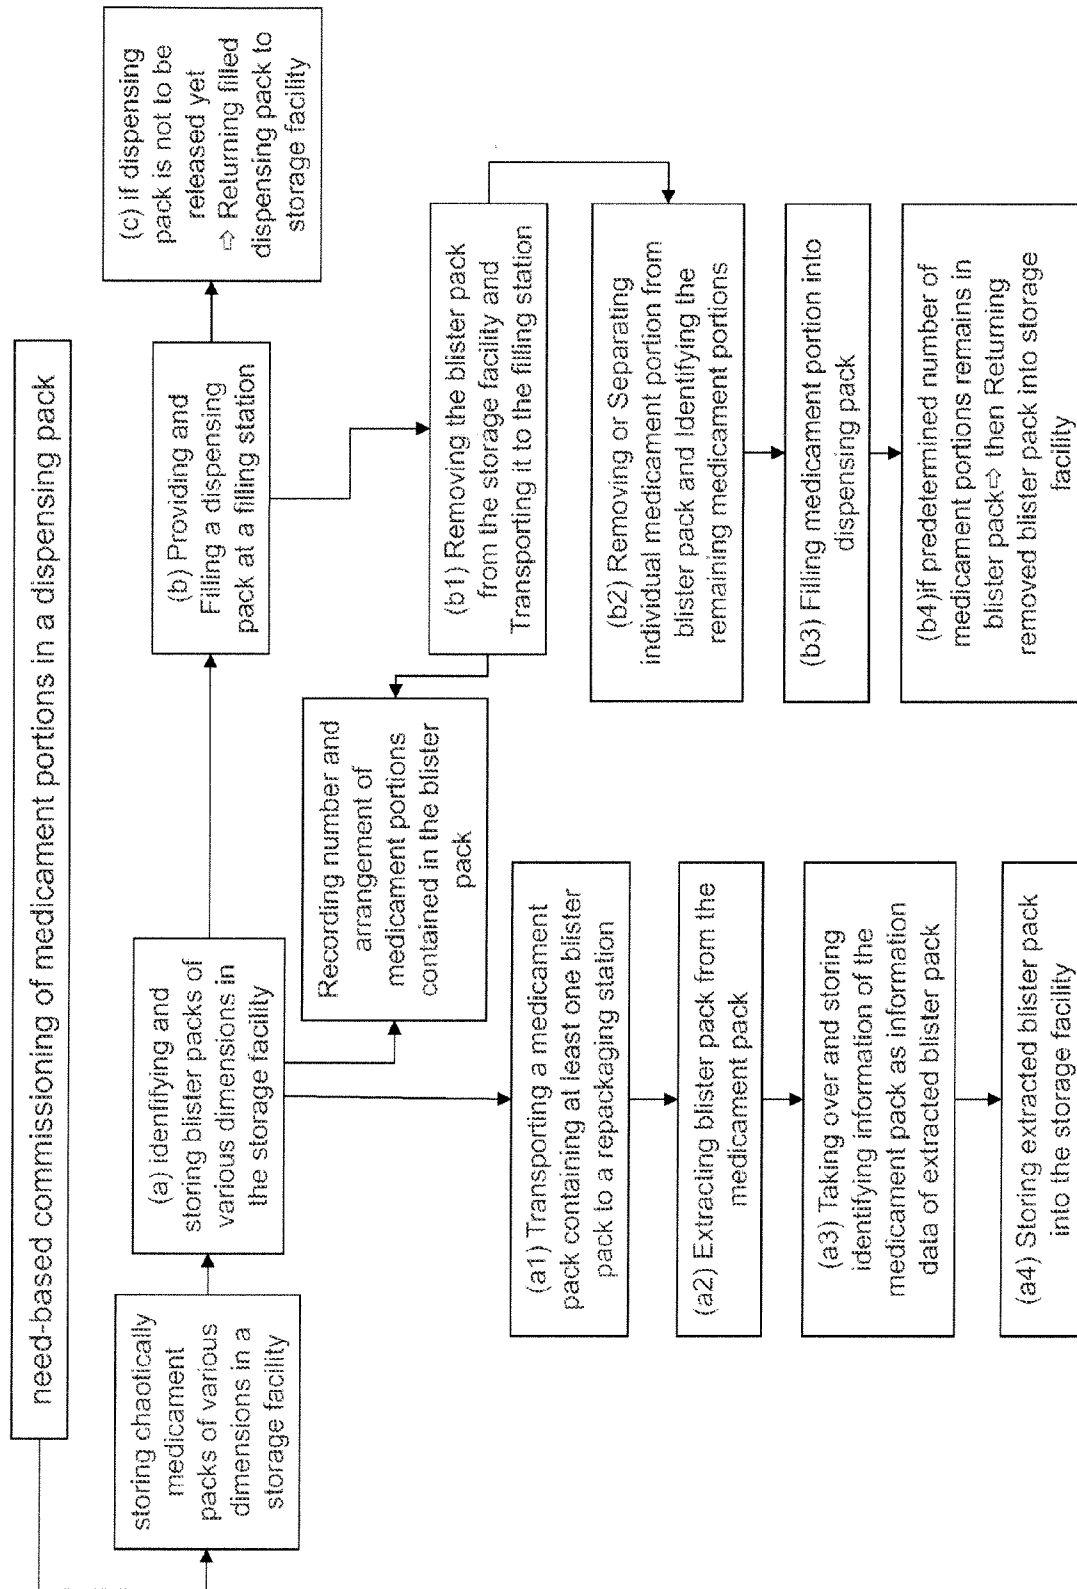 need-based commissioning of medicament portions in a dispensing pack
storing chaotically
medicament
packs of various
dimensions in a
storage facility
(a) identifying and
storing blister packs of
various dimensions in
the storage facility
(b) Providing and
Filling a dispensing
pack at a filling station
(c) if dispensing
pack is not to be
released yet
⇨ Returning filled
dispensing pack to
storage facility
Recording number and
arrangement of
medicament portions
contained in the blister
pack
(a1) Transporting a medicament
pack containing at least one blister
pack to a repackaging station
(a2) Extracting blister pack from the
medicament pack
(a3) Taking over and storing
identifying information of the
medicament pack as information
data of extracted blister pack
(a4) Storing extracted blister pack
into the storage facility
(b1) Removing the blister pack
from the storage facility and
Transporting it to the filling station
(b2) Removing or Separating
individual medicament portion from
blister pack and Identifying the
remaining medicament portions
(b3) Filling medicament portion into
dispensing pack
(b4)If predetermined number of
medicament portions remains in
blister pack⇨ then Returning
removed blister pack into storage
facility